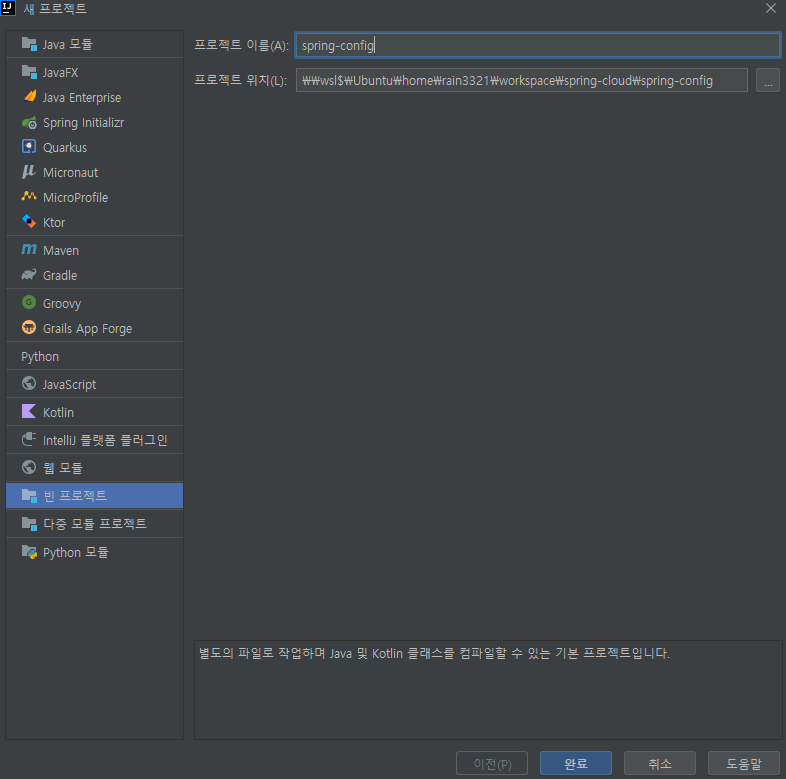 IJ
새 프로젝트
Java 모듈
JavaFX
Java Enterprise
Spring Initializr
Quarkus
Micronaut
MicroProfile
Ktor
Maven
Gradle
Groovy
Grails App Forge
Python
JavaScript
Kotlin
IntelliJ 플랫폼 플러그인
웹 모듈
빈 프로젝트
다중 모듈 프로젝트
Python 모듈
프로젝트 이름(A): spring-config
프로젝트 위치(L): ₩₩wsl$₩Ubuntu₩home₩rain3321₩workspace₩spring-cloud₩spring-config
...
별도의 파일로 작업하며 Java 및 Kotlin 클래스를 컴파일할 수 있는 기본 프로젝트입니다.
이전(P) 완료 취소 도움말